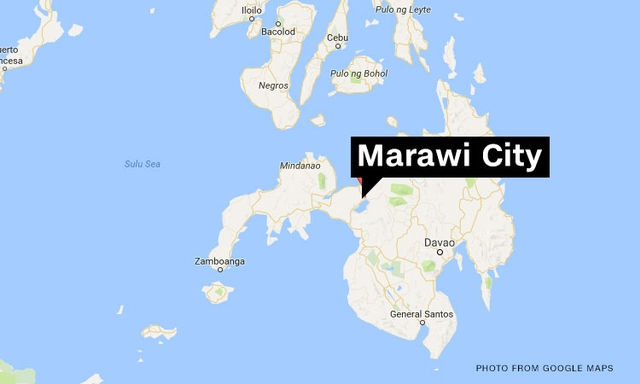 Iloilo
Bacolod
Cebu
Pulo ng Leyte
uerto
ncesa
Negros
Pulo ng Bohol
Sulu Sea
Mindanao
Marawi City
Zamboanga
Davao
General Santos
PHOTO FROM GOOGLE MAPS